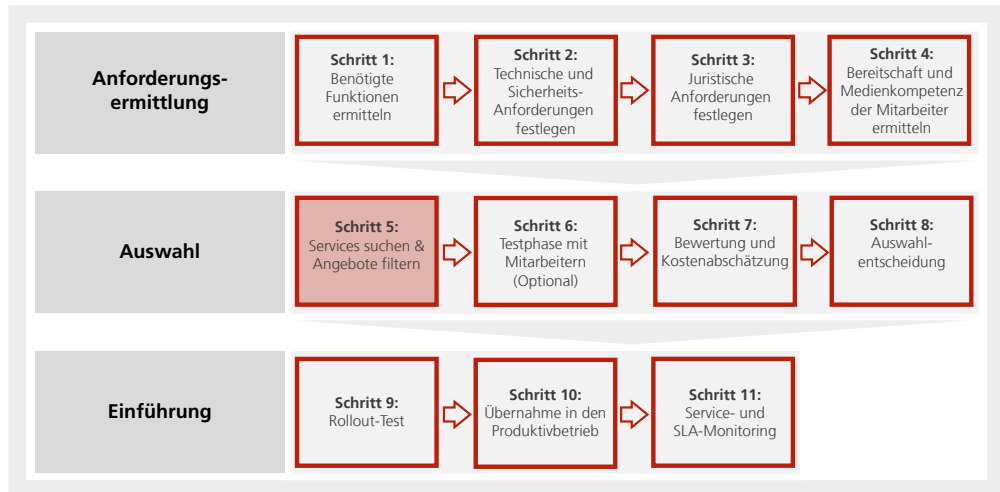 Anforderungs-
ermittlung
Schritt 1:
Benötigte
Funktionen
ermitteln
Schritt 2:
Technische und
Sicherheits-
Anforderungen
festlegen
Schritt 3:
Juristische
Anforderungen
festlegen
Schritt 4:
Bereitschaft und
Medienkompetenz
der Mitarbeiter
ermitteln
Auswahl
Schritt 5:
Services suchen &
Angebote filtern
Schritt 6:
Testphase mit
Mitarbeitern
(Optional)
Schritt 7:
Bewertung und
Kostenabschätzung
Schritt 8:
Auswahl-
entscheidung
Einführung
Schritt 9:
Rollout-Test
Schritt 10:
Übernahme in den
Produktivbetrieb
Schritt 11:
Service- und
SLA-Monitoring